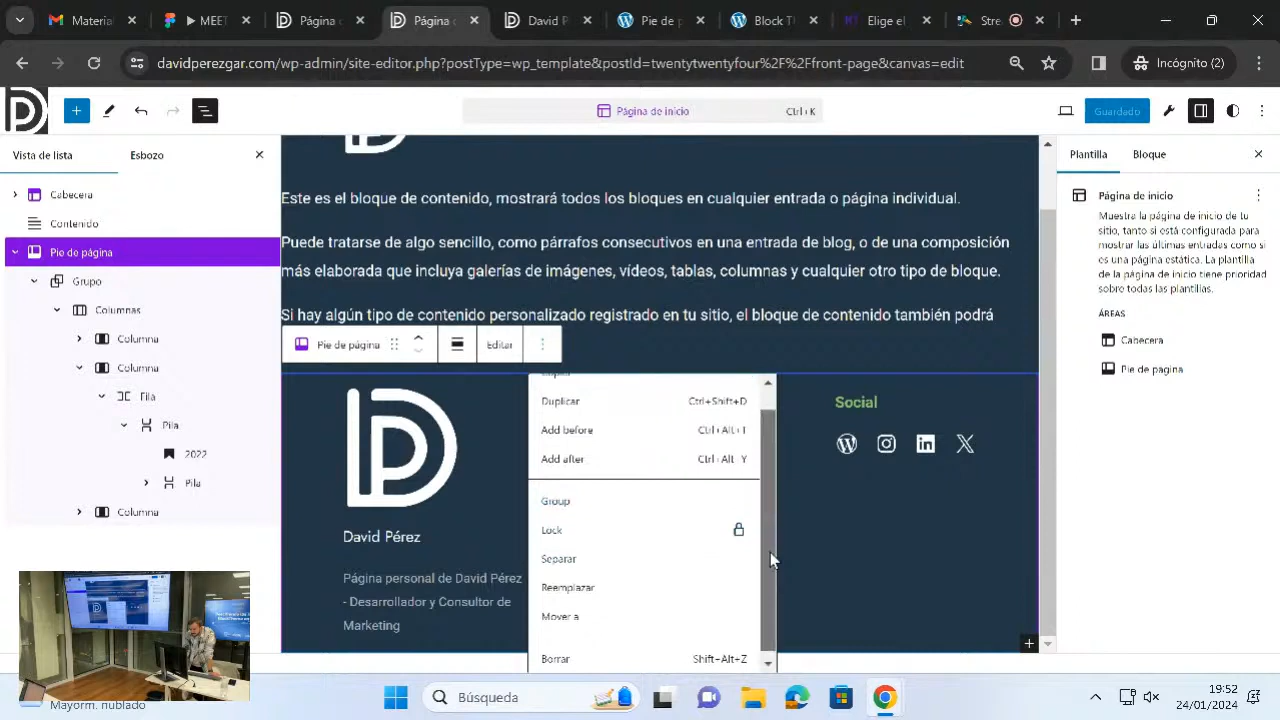 Material
▶ MEET
Página
Página
David P
Pie de p
Block T
Elige el
Stre
davidperezgar.com/wp-admin/site-editor.php?postType=wp_template&postId=twentytwentyfour%2F%2Ffront-page&canvas=edit
Incógnito (2)
Página de inicio
Ctrl+K
Guardado
Vista de lista
Esbozo
Plantilla
Bloque
Cabecera
Contenido
Pie de página
Grupo
Columnas
Columna
Columna
Fila
Pila
2022
Pila
Columna
Este es el bloque de contenido, mostrará todos los bloques en cualquier entrada o página individual.
Puede tratarse de algo sencillo, como párrafos consecutivos en una entrada de blog, o de una composición
más elaborada que incluya galerías de imágenes, vídeos, tablas, columnas y cualquier otro tipo de bloque.
Si hay algún tipo de contenido personalizado registrado en tu sitio, el bloque de contenido también podrá
Pie de página
Editar
David Pérez
Página personal de David Pérez
- Desarrollador y Consultor de
Marketing
Duplicar Ctrl+Shift+D
Add before Ctrl+Alt+T
Add after Ctrl+Alt+Y
Group
Lock
Separar
Reemplazar
Mover a
Borrar Shift+Alt+Z
Social
Página de inicio
Muestra la página de inicio de tu
sitio, tanto si está configurada para
mostrar las últimas entradas como si
es una página estática. La plantilla
de la página de inicio tiene prioridad
sobre todas las plantillas.
ÁREAS
Cabecera
Pie de página
Mayorm. nublado
Búsqueda
19:52
24/01/2024